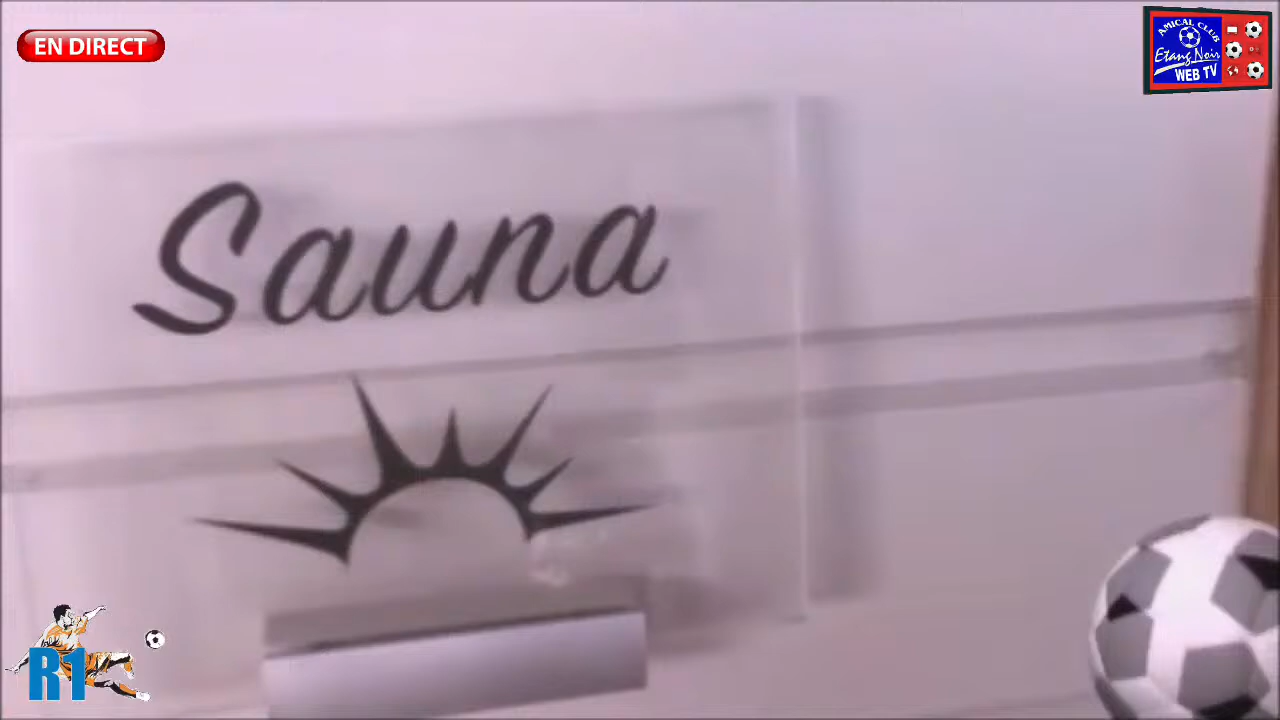 EN DIRECT
AMICAL CLUB
Etang Noir
WEB TV
Sauna
R1